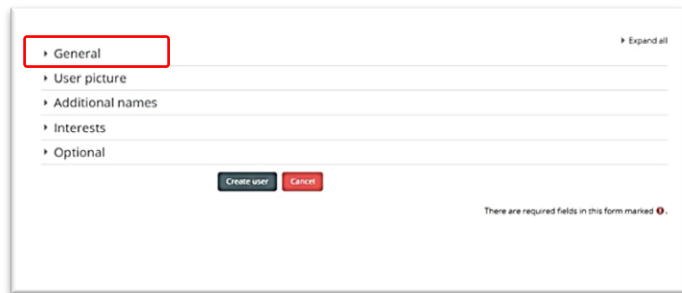 Expand all
General
User picture
Additional names
Interests
Optional
Create user Cancel
There are required fields in this form marked .